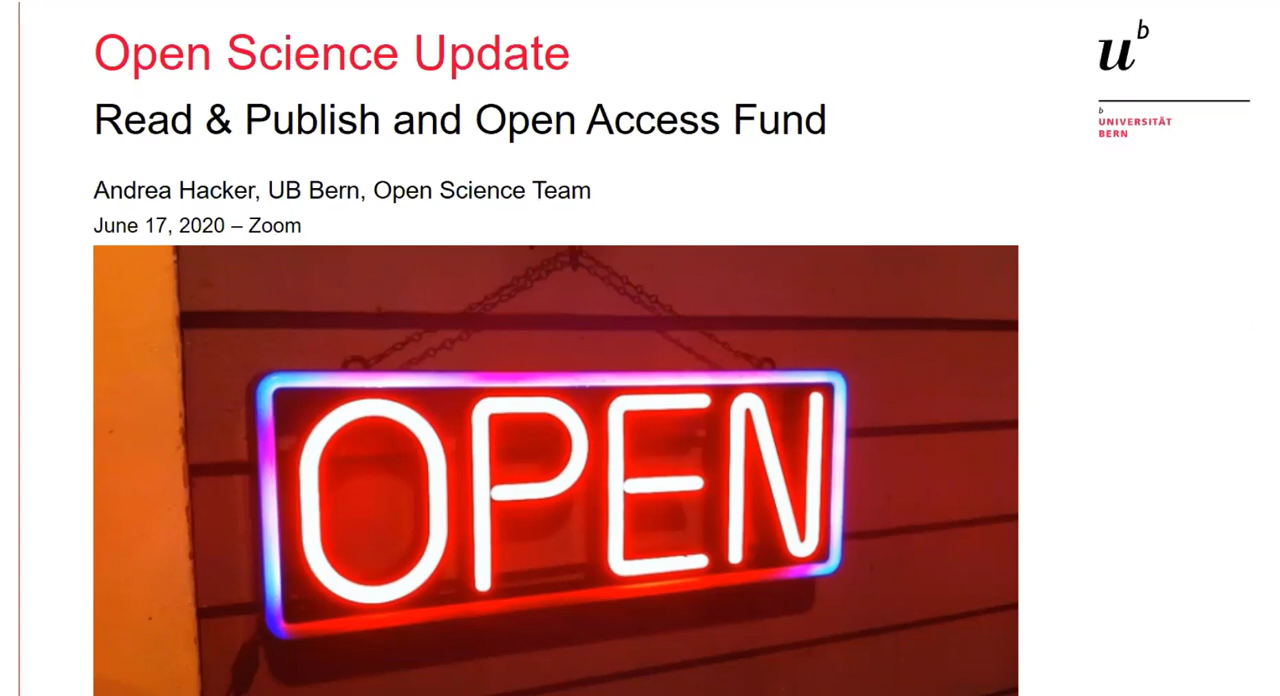 Open Science Update
Read & Publish and Open Access Fund
Andrea Hacker, UB Bern, Open Science Team
June 17, 2020 – Zoom
u b
b
UNIVERSITÄT
BERN
OPEN